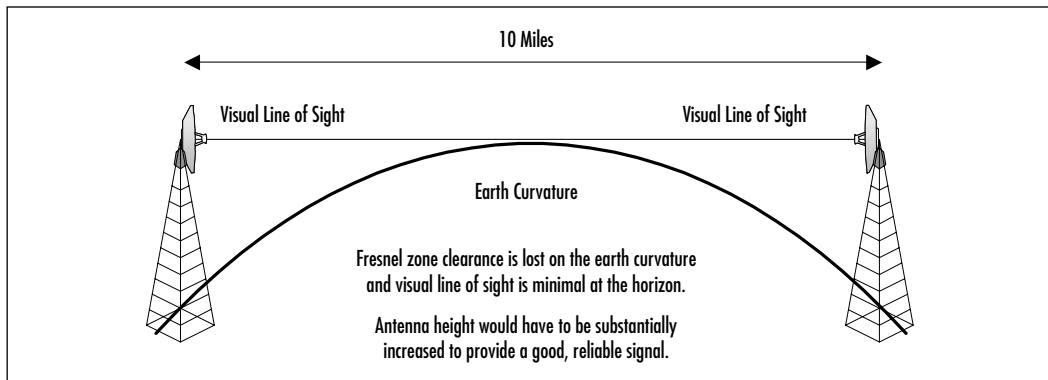 10 Miles
Visual Line of Sight
Visual Line of Sight
Earth Curvature
Fresnel zone clearance is lost on the earth curvature
and visual line of sight is minimal at the horizon.
Antenna height would have to be substantially
increased to provide a good, reliable signal.